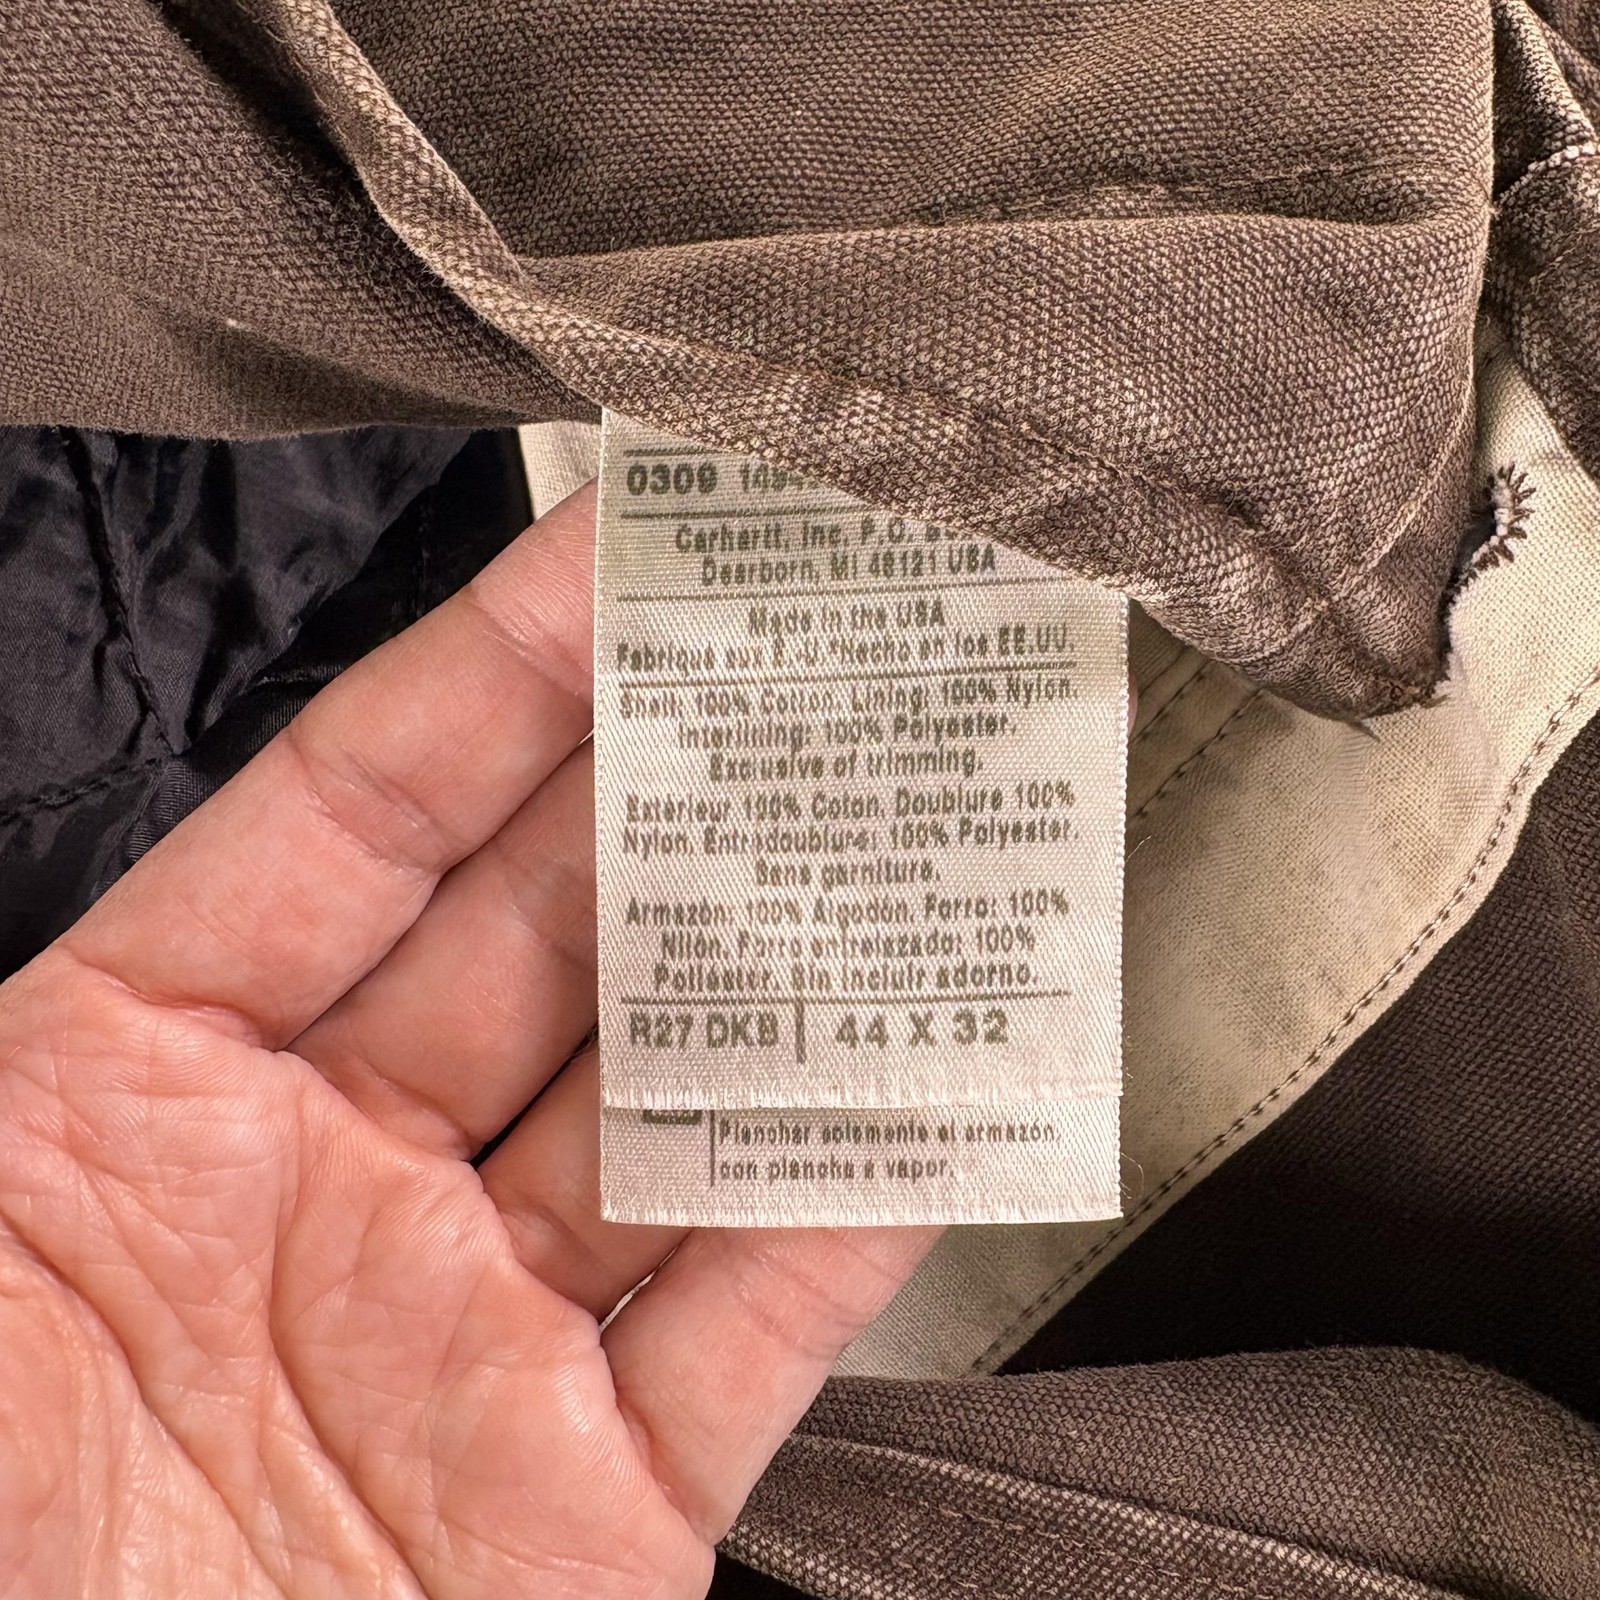 0309
Carhartt, Inc. P.O.
Dearborn, MI 48121 USA
Made in the USA
Fabriqué aux É.-U.*Hecho en los EE.UU.
Shell: 100% Cotton. Lining: 100% Nylon.
Interlining: 100% Polyester.
Exclusive of trimming.
Extérieur 100% Coton. Doublure 100%
Nylon. Entredoublure: 100% Polyester.
Sans garniture.
Armazón: 100% Algodón. Forro: 100%
Nilón. Forro entrelazado: 100%
Poliéster. Sin incluir adorno.
R27 DKB 44 X 32
Planchar solamente el armazón,
con plancha a vapor.